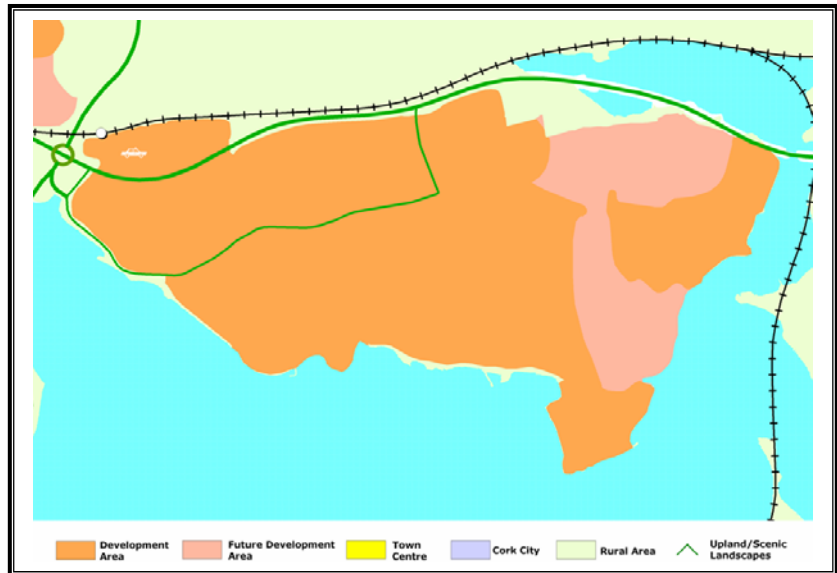 Development
Area
Future Development
Area
Town
Centre
Cork City
Rural Area
Upland/Scenic
Landscapes